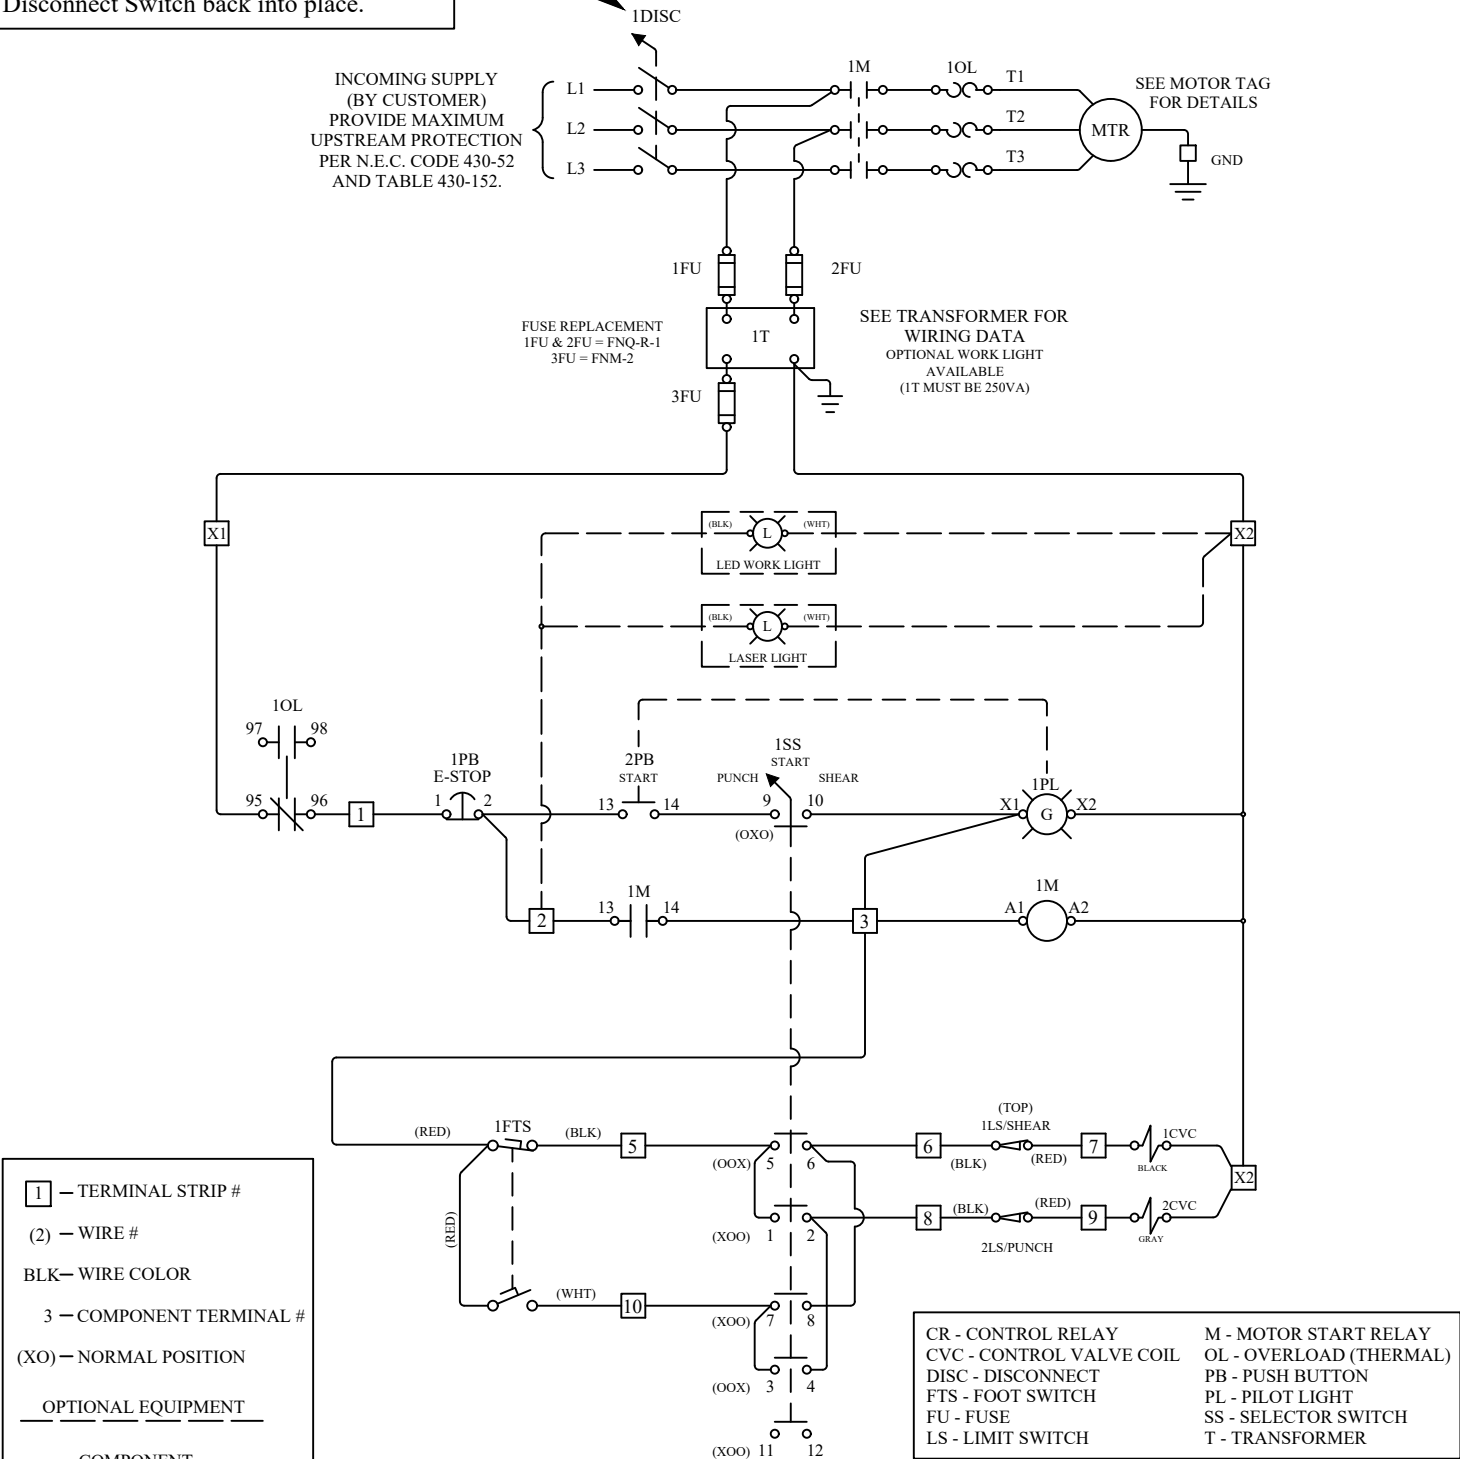 Disconnect Switch back into place.
1DISC
INCOMING SUPPLY
(BY CUSTOMER)
PROVIDE MAXIMUM
UPSTREAM PROTECTION
PER N.E.C. CODE 430-52
AND TABLE 430-152.
L1
L2
L3
1M
1OL
T1
T2
T3
MTR
SEE MOTOR TAG
FOR DETAILS
GND
1FU
2FU
FUSE REPLACEMENT
1FU & 2FU = FNQ-R-1
3FU = FNM-2
1T
SEE TRANSFORMER FOR
WIRING DATA
OPTIONAL WORK LIGHT
AVAILABLE
(1T MUST BE 250VA)
3FU
X1
(BLK)
L
(WHT)
LED WORK LIGHT
X2
(BLK)
L
(WHT)
LASER LIGHT
1OL
97
98
95
96
1
1PB
E-STOP
1
2
2PB
START
13
14
1SS
START
PUNCH
SHEAR
9
10
(OXO)
1PL
X1
G
X2
2
1M
13
14
3
1M
A1
A2
(RED)
1FTS
(BLK)
5
(OOX)
5
6
6
(BLK)
(TOP)
1LS/SHEAR
(RED)
7
1CVC
BLACK
X2
(XOO)
1
2
8
(BLK)
(RED)
2LS/PUNCH
9
2CVC
GRAY
(RED)
(WHT)
10
(XOO)
7
8
(OOX)
3
4
(XOO)
11
12
1 – TERMINAL STRIP #
(2) – WIRE #
BLK – WIRE COLOR
3 – COMPONENT TERMINAL #
(XO) – NORMAL POSITION
OPTIONAL EQUIPMENT
COMPONENT
CR - CONTROL RELAY
CVC - CONTROL VALVE COIL
DISC - DISCONNECT
FTS - FOOT SWITCH
FU - FUSE
LS - LIMIT SWITCH
M - MOTOR START RELAY
OL - OVERLOAD (THERMAL)
PB - PUSH BUTTON
PL - PILOT LIGHT
SS - SELECTOR SWITCH
T - TRANSFORMER